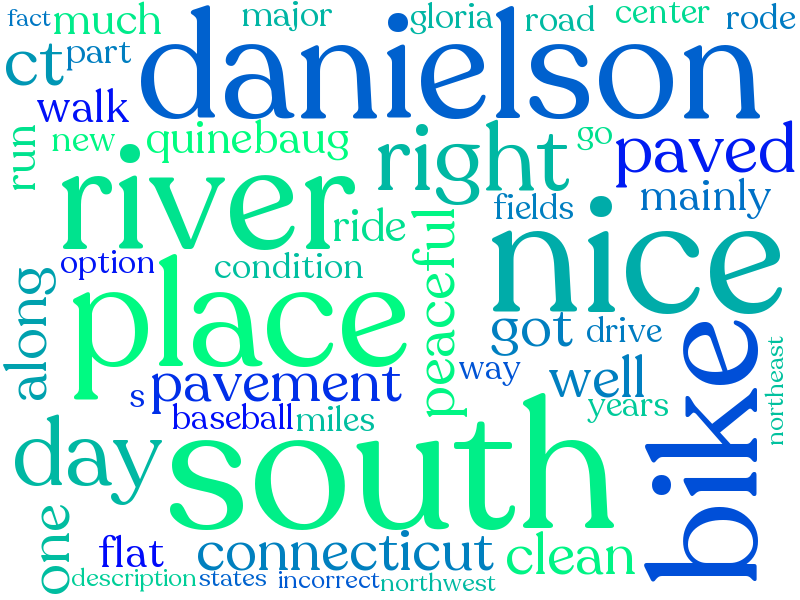 fact much major gloria road center rode
ct part danielson
walk
run new quinebaug right go paved
river ride fields mainly
option condition peaceful nice
along place got drive
s pavement way well northeast
baseball miles years
day south bike
one flat connecticut clean
description states incorrect northwest